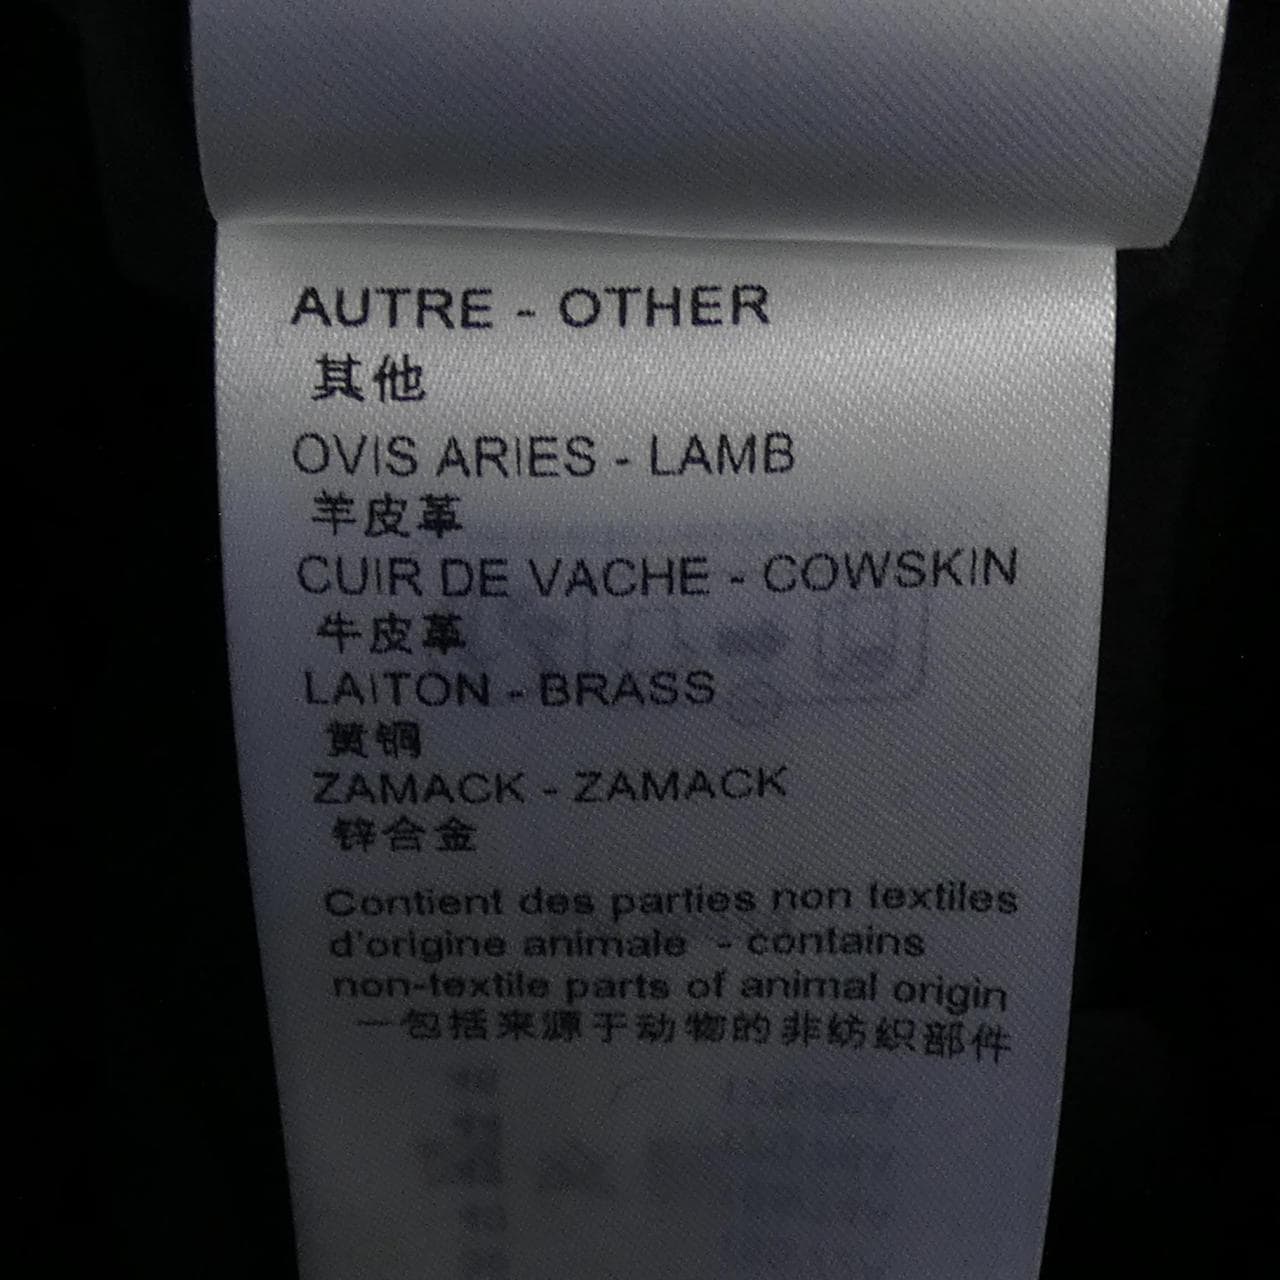 AUTRE - OTHER
其他
OVIS ARIES - LAMB
羊皮革
CUIR DE VACHE - COWSKIN
牛皮革
LAITON - BRASS
黄铜
ZAMACK - ZAMACK
锌合金
Contient des parties non textiles
d'origine animale - contains
non-textile parts of animal origin
一包括来源于动物的非纺织部件